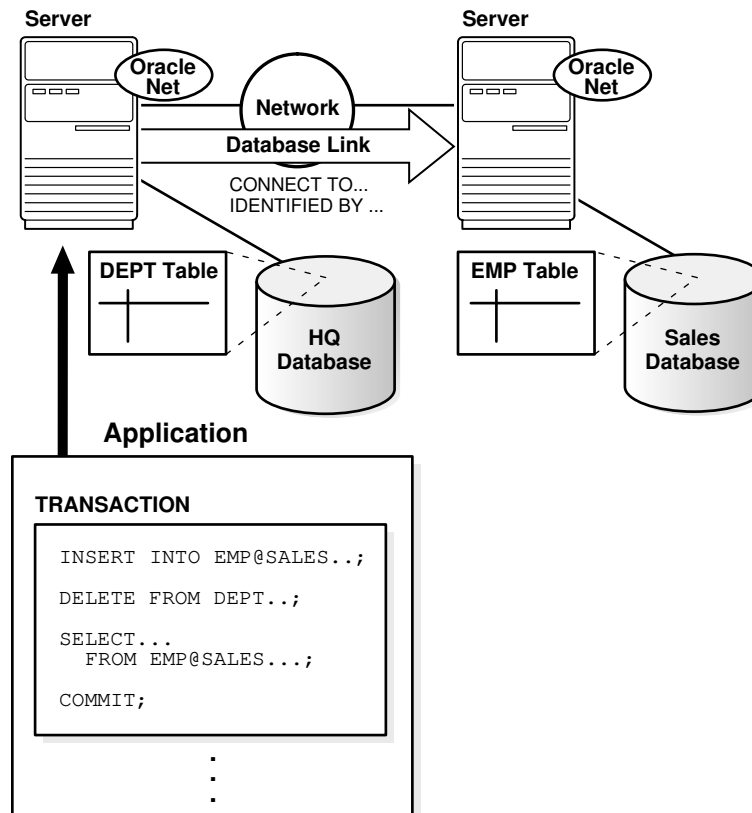 Server
Server
Oracle
Net
Oracle
Net
Network
Database Link
CONNECT TO...
IDENTIFIED BY ...
DEPT Table
EMP Table
HQ
Database
Sales
Database
Application
TRANSACTION
INSERT INTO EMP@SALES..;
DELETE FROM DEPT..;
SELECT...
FROM EMP@SALES...;
COMMIT;
.
.
.